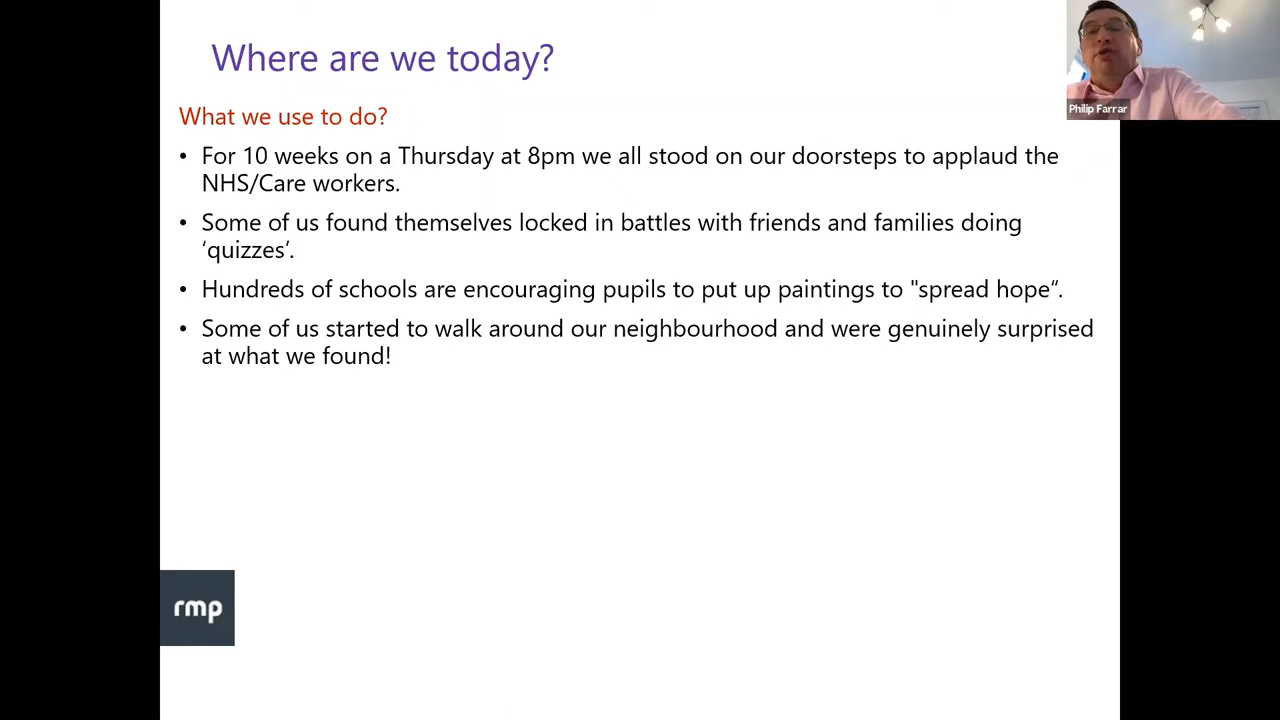 Where are we today?
Philip Farrar
What we use to do?
• For 10 weeks on a Thursday at 8pm we all stood on our doorsteps to applaud the
NHS/Care workers.
• Some of us found themselves locked in battles with friends and families doing
‘quizzes’.
• Hundreds of schools are encouraging pupils to put up paintings to "spread hope“.
• Some of us started to walk around our neighbourhood and were genuinely surprised
at what we found!
rmp